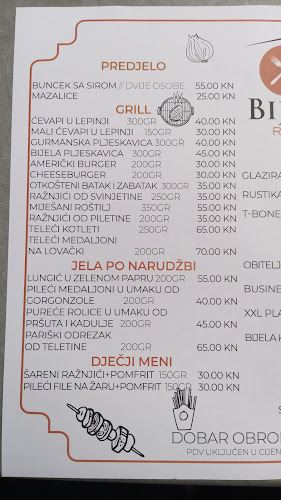 PREDJELO
BUNCEK SA SIROM // DVIJE OSOBE 55.00 KN
MAZALICE 25.00 KN
GRILL
ĆEVAPI U LEPINJI 300GR 40.00 KN
MALI ĆEVAPI U LEPINJI 150GR 30.00 KN
GURMANSKA PLJESKAVICA 300GR 40.00 KN
BIJELA PLJESKAVICA 300GR 45.00 KN
AMERIČKI BURGER 200GR 30.00 KN
CHEESEBURGER 200GR 30.00 KN
OTKOŠTENI BATAK I ZABATAK 300GR 35.00 KN
RAŽNJIĆI OD SVINJETINE 250GR 35.00 KN
MIJEŠANI ROŠTILJ 350GR 55.00 KN
RAŽNJIĆI OD PILETINE 200GR 35.00 KN
TELEĆI KOTLETI 250GR 65.00 KN
TELEĆI MEDALJONI
NA LOVAČKI 200GR 70.00 KN
JELA PO NARUDŽBI
LUNGIĆ U ZELENOM PAPRU 200GR 55.00 KN
PILEĆI MEDALJONI U UMAKU OD
GORGONZOLE 200GR 40.00 KN
PUREĆE ROLICE U UMAKU OD
PRŠUTA I KADULJE 200GR 45.00 KN
PARIŠKI ODREZAK
OD TELETINE 200GR 65.00 KN
DJEČJI MENI
ŠARENI RAŽNJIĆI+POMFRIT 150GR 30.00 KN
PILEĆI FILE NA ŽARU+POMFRIT 150GR 30.00 KN
BI
R
GLAZIRA
RUSTIKA
T-BONE
OBITELJ
BUSINE
XXL PLA
BIJELA K
DOBAR OBRO
PDV UKLJUČEN U CIJEN